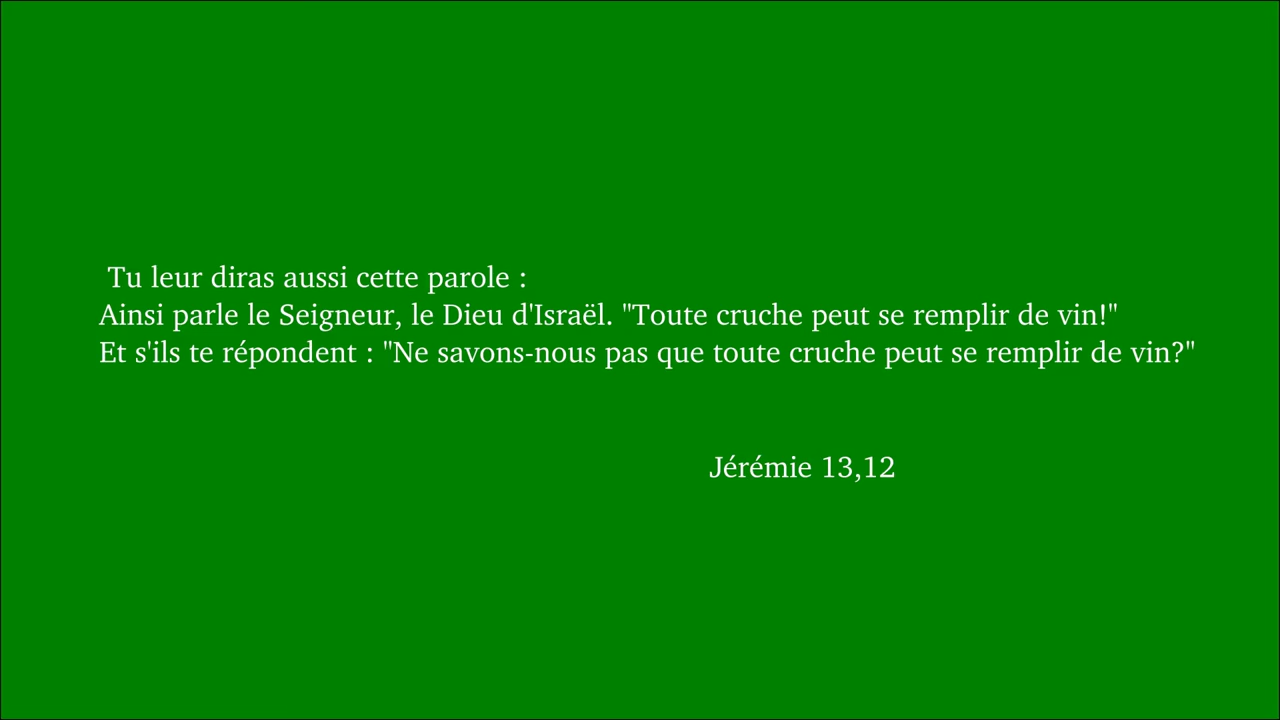 Tu leur diras aussi cette parole :
Ainsi parle le Seigneur, le Dieu d'Israël. "Toute cruche peut se remplir de vin!"
Et s'ils te répondent : "Ne savons-nous pas que toute cruche peut se remplir de vin?"
Jérémie 13,12